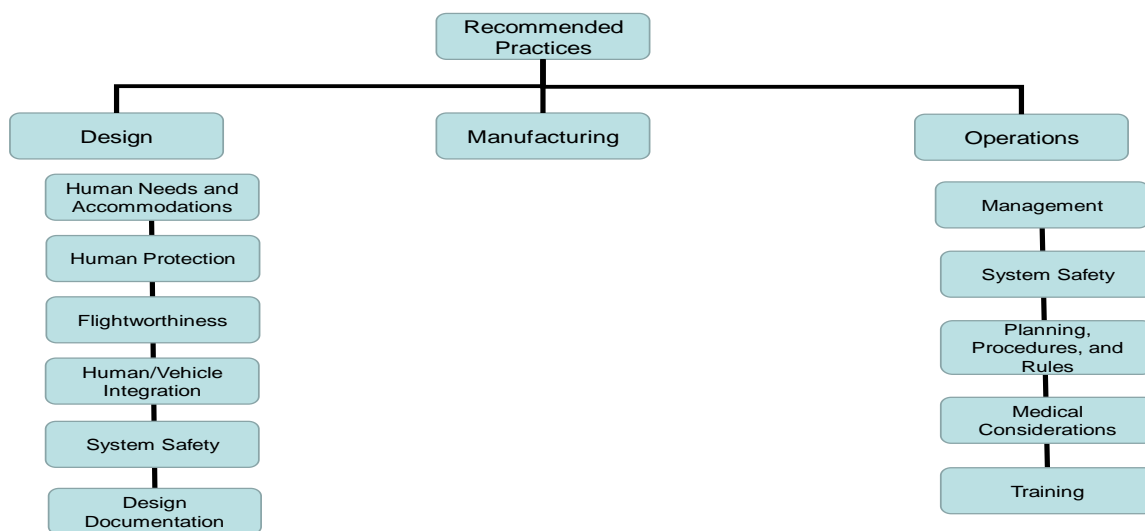 Recommended
Practices
Design
Manufacturing
Operations
Human Needs and
Accommodations
Human Protection
Flightworthiness
Human/Vehicle
Integration
System Safety
Design
Documentation
Management
System Safety
Planning,
Procedures, and
Rules
Medical
Considerations
Training